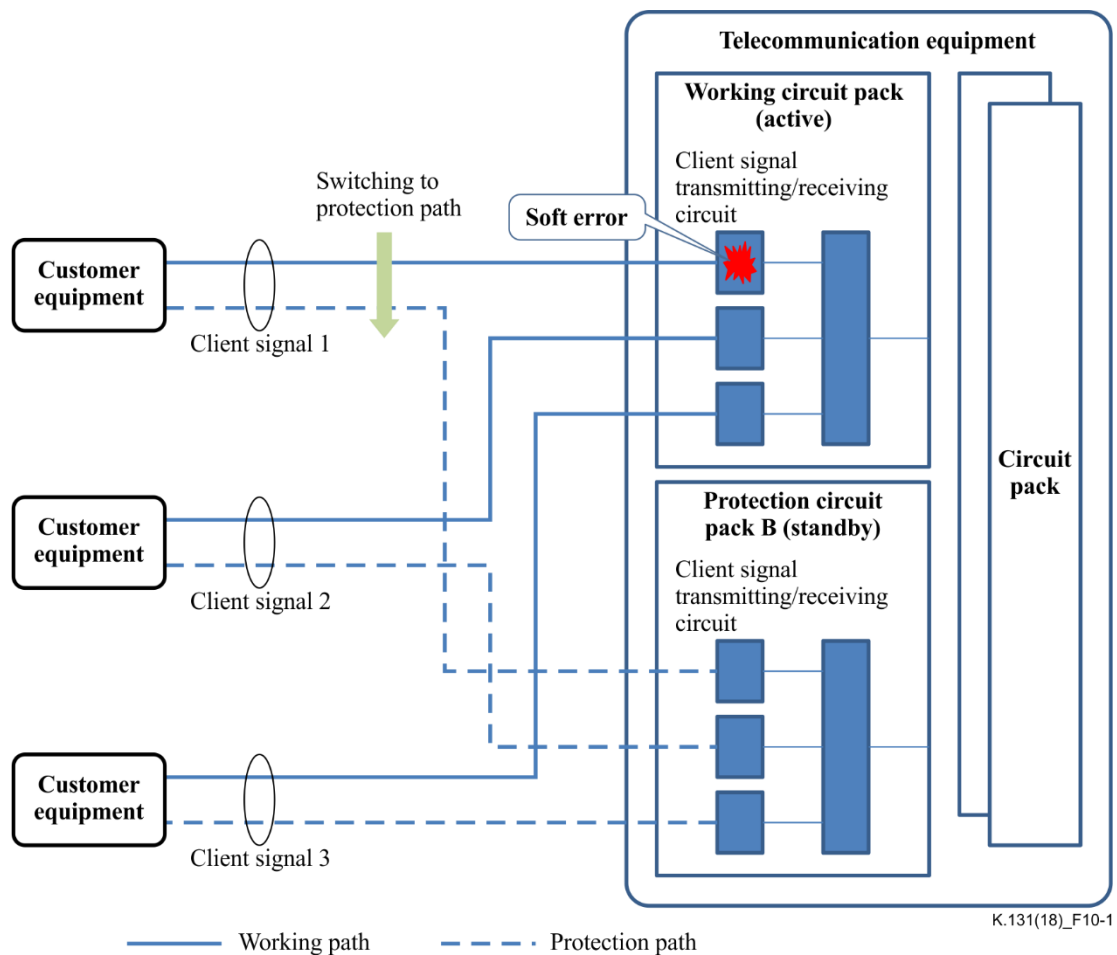 Telecommunication equipment
Working circuit pack
(active)
Client signal
transmitting/receiving
circuit
Switching to
protection path
Soft error
Customer
equipment
Client signal 1
Customer
equipment
Client signal 2
Circuit
pack
Protection circuit
pack B (standby)
Client signal
transmitting/receiving
circuit
Customer
equipment
Client signal 3
K.131(18)_F10-1
Working path
Protection path